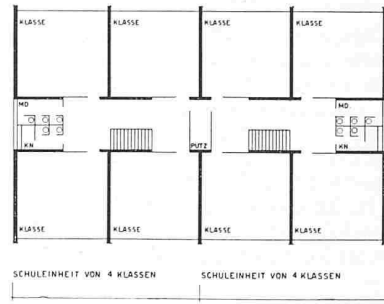 KLASSE KLASSE KLASSE KLASSE
MD. MD.
KN PUTZ KN
KLASSE KLASSE KLASSE KLASSE
SCHULEINHEIT VON 4 KLASSEN SCHULEINHEIT VON 4 KLASSEN